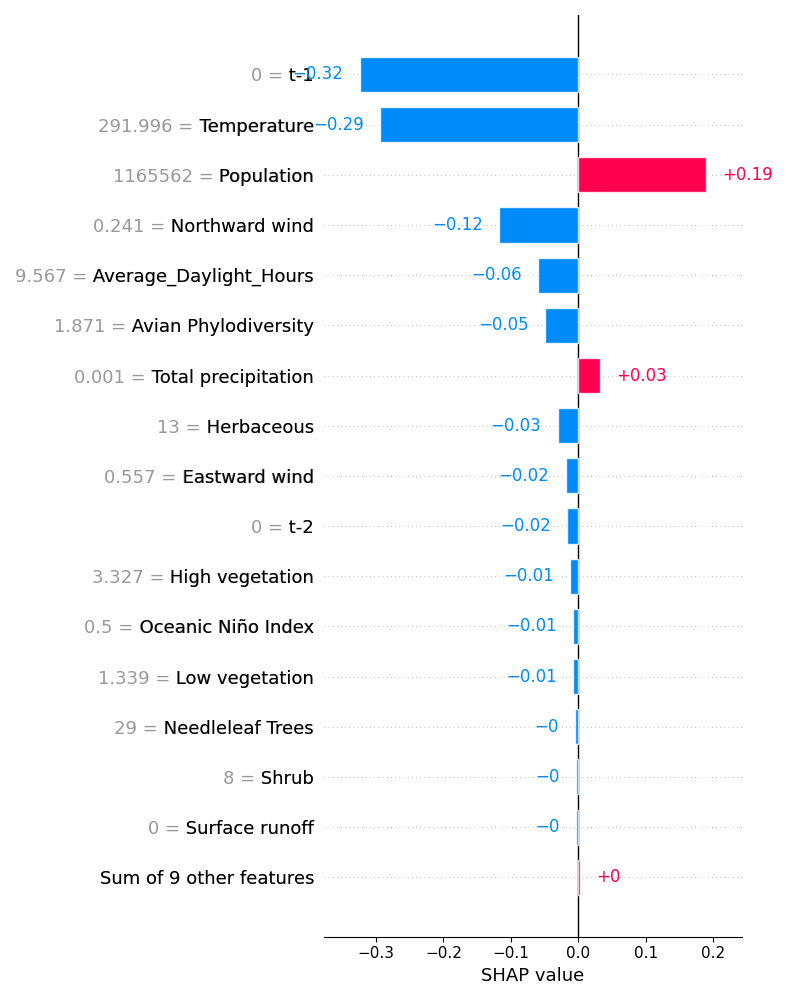 0 = t-1 −0.32
291.996 = Temperature −0.29
1165562 = Population +0.19
0.241 = Northward wind −0.12
9.567 = Average_Daylight_Hours −0.06
1.871 = Avian Phylodiversity −0.05
0.001 = Total precipitation +0.03
13 = Herbaceous −0.03
0.557 = Eastward wind −0.02
0 = t-2 −0.02
3.327 = High vegetation −0.01
0.5 = Oceanic Niño Index −0.01
1.339 = Low vegetation −0.01
29 = Needleleaf Trees −0
8 = Shrub −0
0 = Surface runoff −0
Sum of 9 other features +0
−0.3 −0.2 −0.1 0.0 0.1 0.2
SHAP value